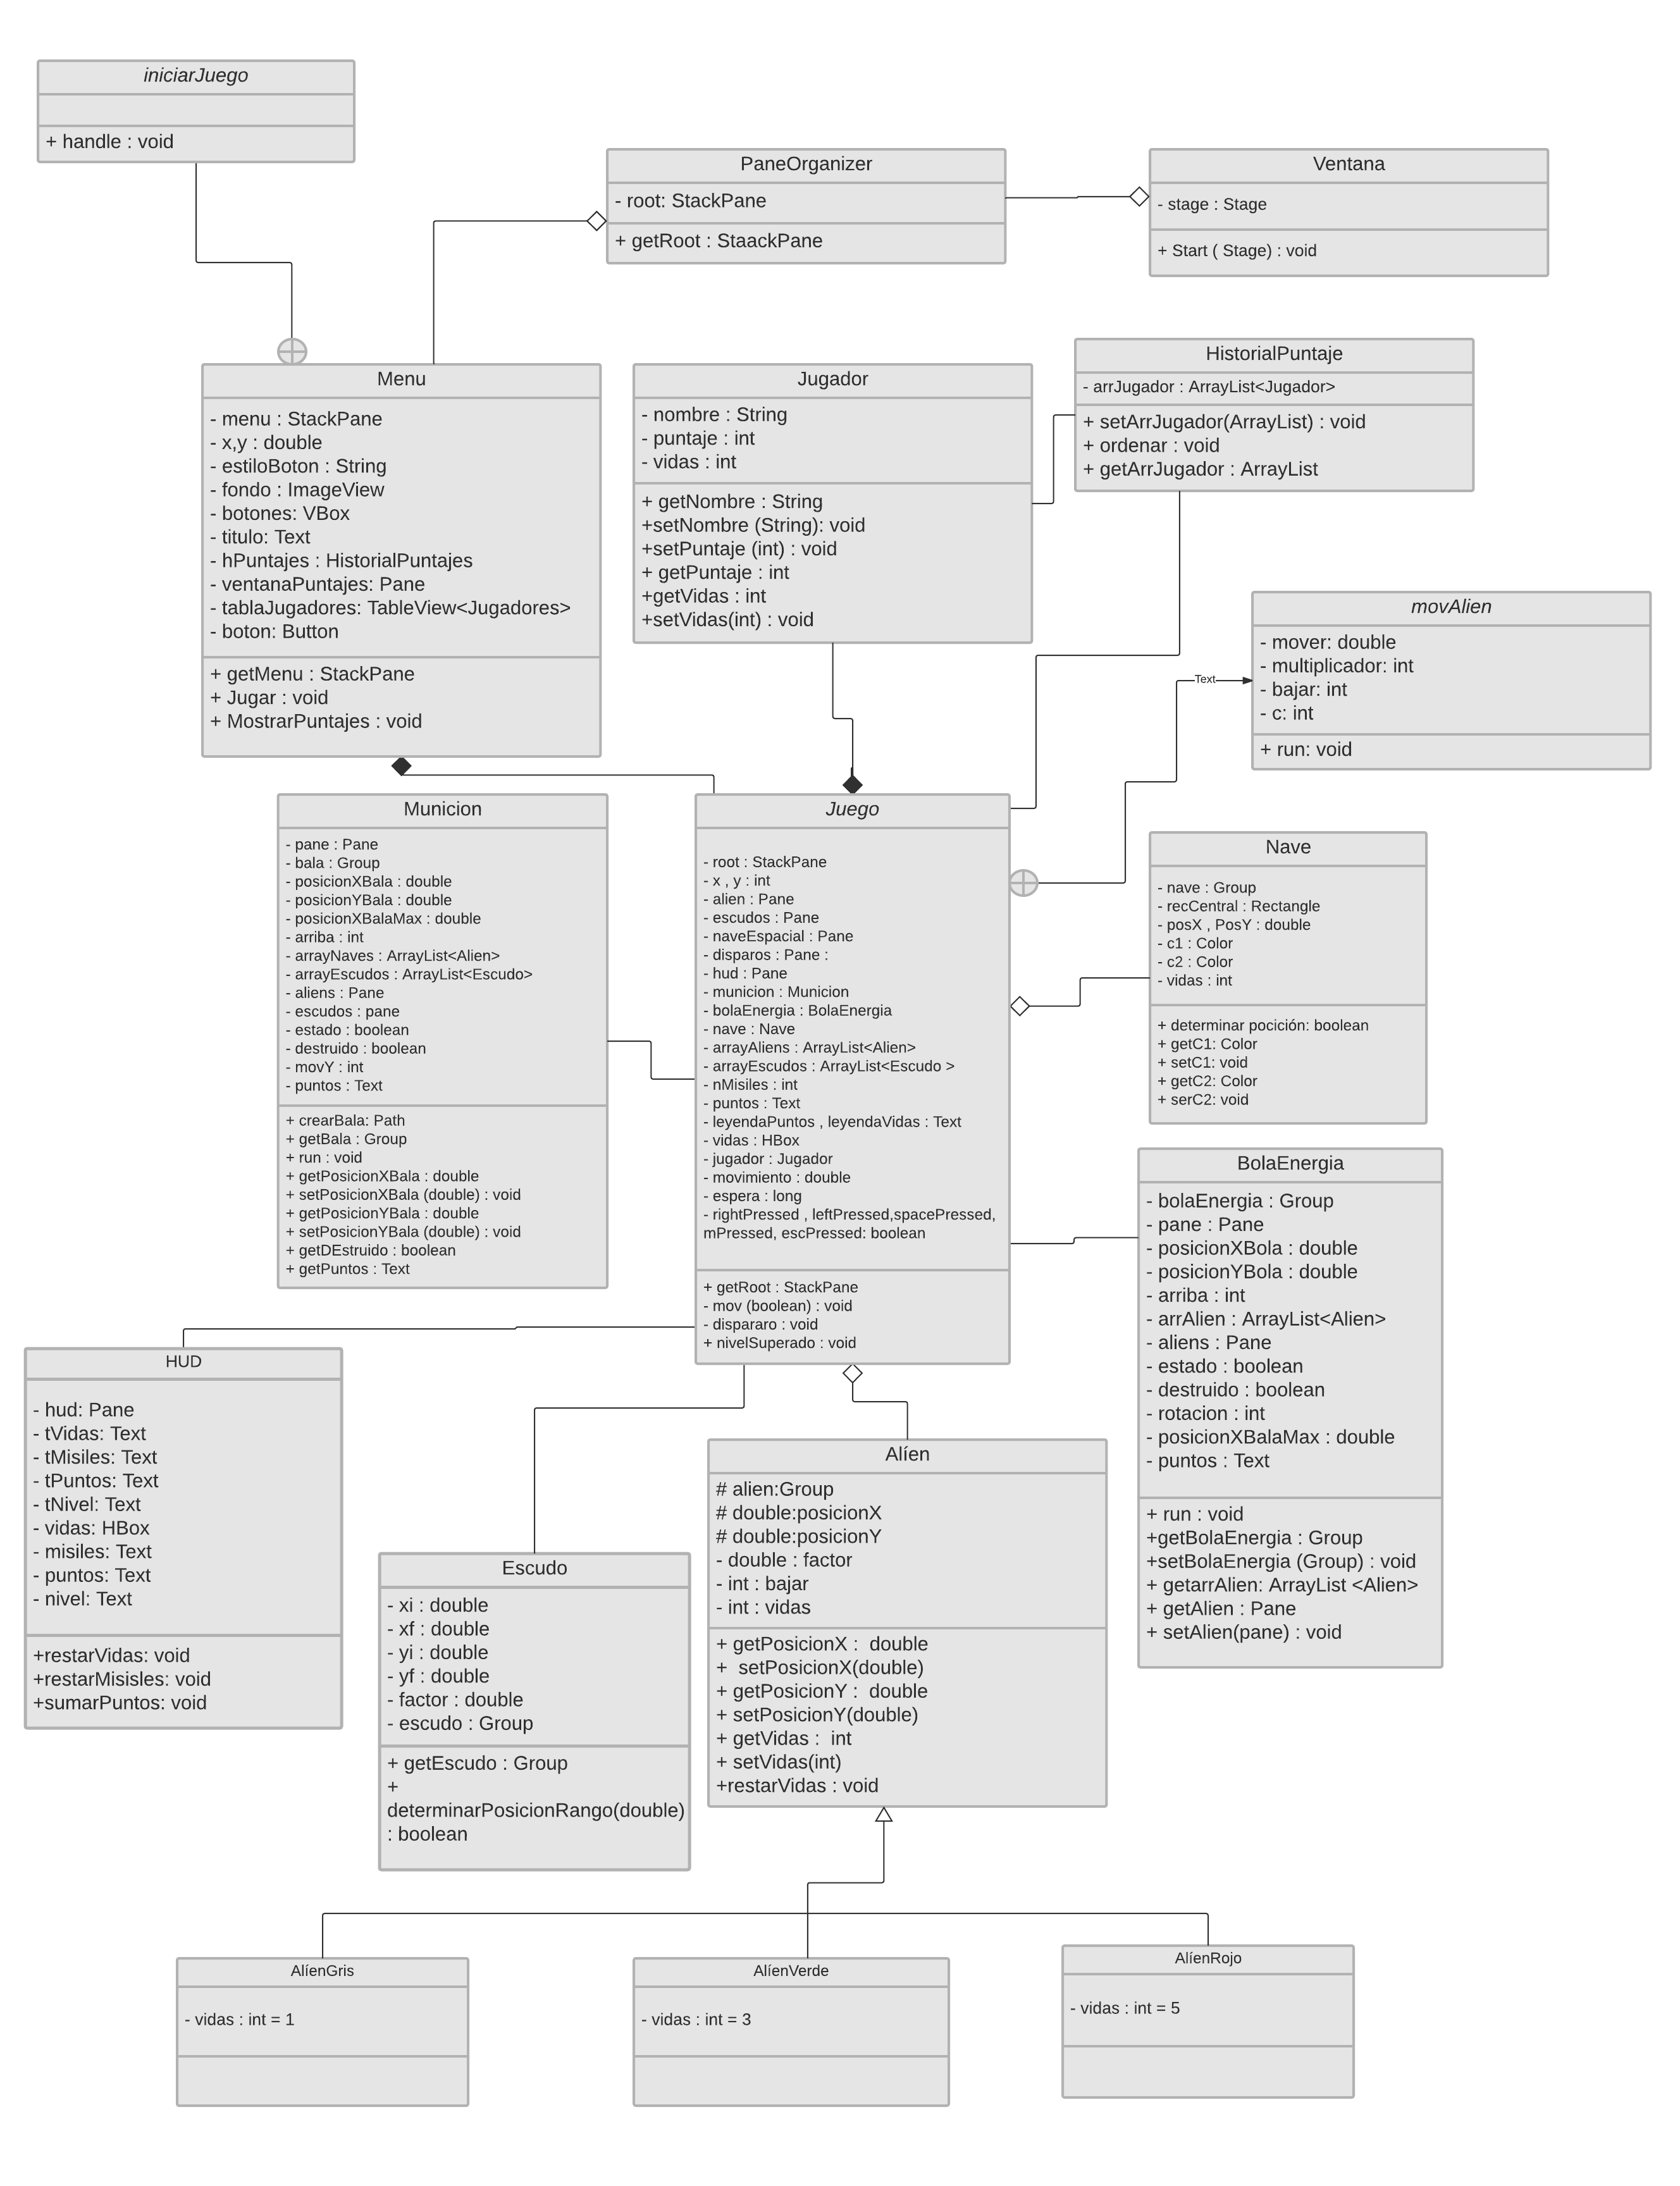 iniciarJuego
+ handle : void
PaneOrganizer
- root: StackPane
+ getRoot : StaackPane
Ventana
- stage : Stage
+ Start ( Stage) : void
Menu
- menu : StackPane
- x,y : double
- estiloBoton : String
- fondo : ImageView
- botones: VBox
- titulo: Text
- hPuntajes : HistorialPuntajes
- ventanaPuntajes: Pane
- tablaJugadores: TableView<Jugadores>
- boton: Button
+ getMenu : StackPane
+ Jugar : void
+ MostrarPuntajes : void
Jugador
- nombre : String
- puntaje : int
- vidas : int
+ getNombre : String
+setNombre (String): void
+setPuntaje (int) : void
+ getPuntaje : int
+getVidas : int
+setVidas(int) : void
HistorialPuntaje
- arrJugador : ArrayList<Jugador>
+ setArrJugador(ArrayList) : void
+ ordenar : void
+ getArrJugador : ArrayList
movAlien
- mover: double
- multiplicador: int
- bajar: int
- c: int
+ run: void
Text
Municion
- pane : Pane
- bala : Group
- posicionXBala : double
- posicionYBala : double
- posicionXBalaMax : double
- arriba : int
- arrayNaves : ArrayList<Alien>
- arrayEscudos : ArrayList<Escudo>
- aliens : Pane
- escudos : pane
- estado : boolean
- destruido : boolean
- movY : int
- puntos : Text
+ crearBala: Path
+ getBala : Group
+ run : void
+ getPosicionXBala : double
+ setPosicionXBala (double) : void
+ getPosicionYBala : double
+ setPosicionYBala (double) : void
+ getDEstruido : boolean
+ getPuntos : Text
Juego
- root : StackPane
- x , y : int
- alien : Pane
- escudos : Pane
- naveEspacial : Pane
- disparos : Pane :
- hud : Pane
- municion : Municion
- bolaEnergia : BolaEnergia
- nave : Nave
- arrayAliens : ArrayList<Alien>
- arrayEscudos : ArrayList<Escudo >
- nMisiles : int
- puntos : Text
- leyendaPuntos , leyendaVidas : Text
- vidas : HBox
- jugador : Jugador
- movimiento : double
- espera : long
- rightPressed , leftPressed,spacePressed,
mPressed, escPressed: boolean
+ getRoot : StackPane
- mov (boolean) : void
- dispararo : void
+ nivelSuperado : void
Nave
- nave : Group
- recCentral : Rectangle
- posX , PosY : double
- c1 : Color
- c2 : Color
- vidas : int
+ determinar pocición: boolean
+ getC1: Color
+ setC1: void
+ getC2: Color
+ serC2: void
BolaEnergia
- bolaEnergia : Group
- pane : Pane
- posicionXBola : double
- posicionYBola : double
- arriba : int
- arrAlien : ArrayList<Alien>
- aliens : Pane
- estado : boolean
- destruido : boolean
- rotacion : int
- posicionXBalaMax : double
- puntos : Text
+ run : void
+getBolaEnergia : Group
+setBolaEnergia (Group) : void
+ getarrAlien: ArrayList <Alien>
+ getAlien : Pane
+ setAlien(pane) : void
HUD
- hud: Pane
- tVidas: Text
- tMisiles: Text
- tPuntos: Text
- tNivel: Text
- vidas: HBox
- misiles: Text
- puntos: Text
- nivel: Text
+restarVidas: void
+restarMisisles: void
+sumarPuntos: void
Escudo
- xi : double
- xf : double
- yi : double
- yf : double
- factor : double
- escudo : Group
+ getEscudo : Group
+
determinarPosicionRango(double)
: boolean
Alíen
# alien:Group
# double:posicionX
# double:posicionY
- double : factor
- int : bajar
- int : vidas
+ getPosicionX :  double
+  setPosicionX(double)
+ getPosicionY :  double
+ setPosicionY(double)
+ getVidas :  int
+ setVidas(int)
+restarVidas : void
AlíenGris
- vidas : int = 1
AlíenVerde
- vidas : int = 3
AlíenRojo
- vidas : int = 5